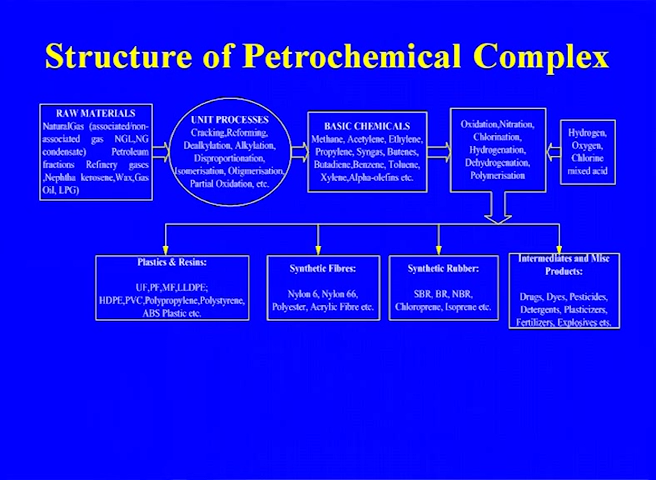 Structure of Petrochemical Complex
RAW MATERIALS
NaturalGas (associated/non-
associated gas NGL,NG
condensate) Petroleum
fractions Refinery gases
,Nephtha kerosene,Wax,Gas
Oil, LPG)
UNIT PROCESSES
Cracking,Reforming,
Dealkylation, Alkylation,
Disproportionation,
Isomerisation, Oligmerisation,
Partial Oxidation, etc.
BASIC CHEMICALS
Methane, Acetylene, Ethylene,
Propylene, Syngas, Butenes,
Butadiene,Benzene, Toluene,
Xylene,Alpha-olefins etc.
Oxidation,Nitration,
Chlorination,
Hydrogenation,
Dehydrogenation,
Polymerisation
Hydrogen,
Oxygen,
Chlorine
mixed acid
Plastics & Resins:
UF,PF,MF,LLDPE;
HDPE,PVC,Polypropylene,Polystyrene,
ABS Plastic etc.
Synthetic Fibres:
Nylon 6, Nylon 66,
Polyester, Acrylic Fibre etc.
Synthetic Rubber:
SBR, BR, NBR,
Chloroprene, Isoprene etc.
Intermediates and Misc
Products:
Drugs, Dyes, Pesticides,
Detergents, Plasticizers,
Fertilizers, Explosives ets.